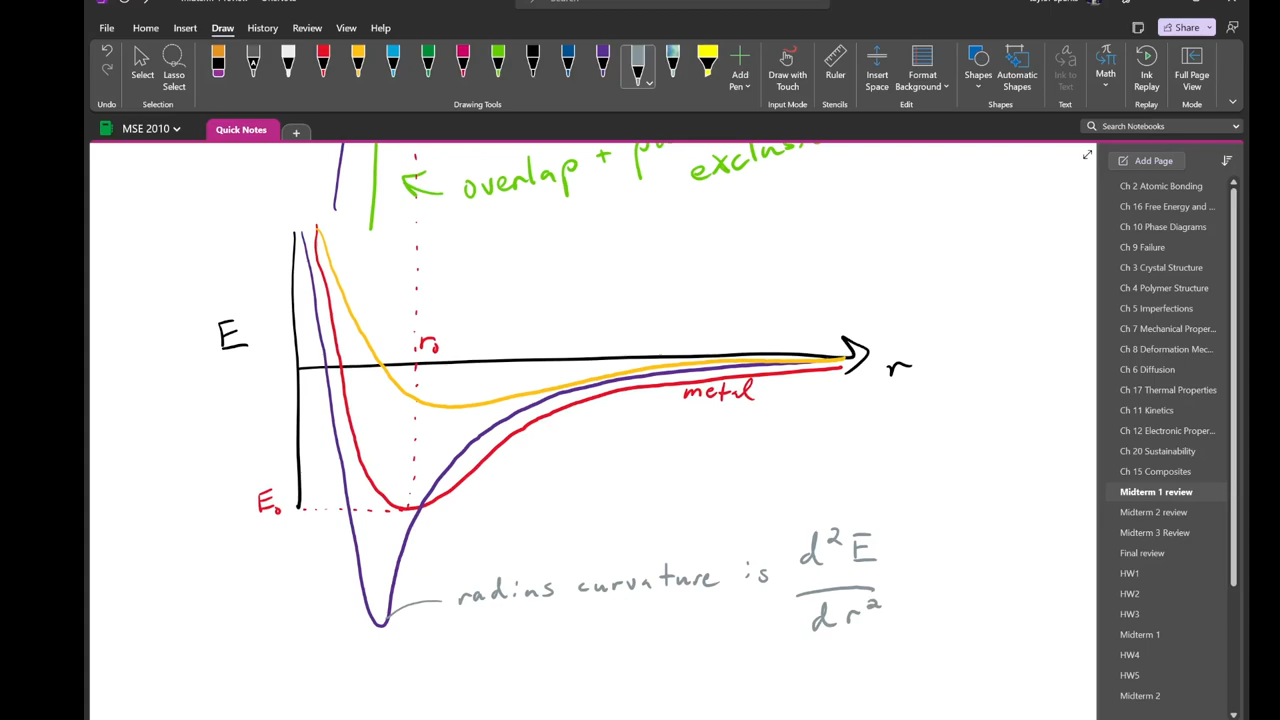 File Home Insert Draw History Review View Help Share
Select Lasso Select Add Pen Draw with Touch Ruler Insert Space Format Background Shapes Automatic Shapes Ink to Text Math Ink Replay Full Page View
Undo Selection Drawing Tools Input Mode Stencils Edit Shapes Replay Mode
MSE 2010 Quick Notes + Search Notebooks
Add Page
overlap +
E
r₀
r
metal
E₀
radius curvature is d²E
dr²
Ch 2 Atomic Bonding
Ch 16 Free Energy and ...
Ch 10 Phase Diagrams
Ch 9 Failure
Ch 3 Crystal Structure
Ch 4 Polymer Structure
Ch 5 Imperfections
Ch 7 Mechanical Proper...
Ch 8 Deformation Mec...
Ch 6 Diffusion
Ch 17 Thermal Properties
Ch 11 Kinetics
Ch 12 Electronic Proper...
Ch 20 Sustainability
Ch 15 Composites
Midterm 1 review
Midterm 2 review
Midterm 3 Review
Final review
HW1
HW2
HW3
Midterm 1
HW4
HW5
Midterm 2